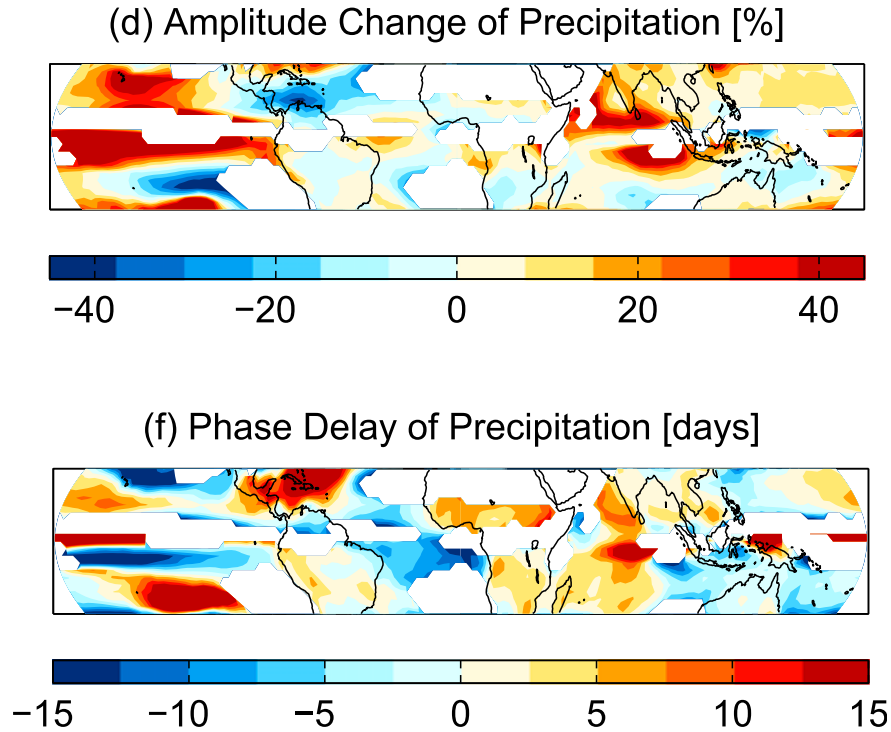 (d) Amplitude Change of Precipitation [%]
−40 −20 0 20 40
(f) Phase Delay of Precipitation [days]
−15 −10 −5 0 5 10 15